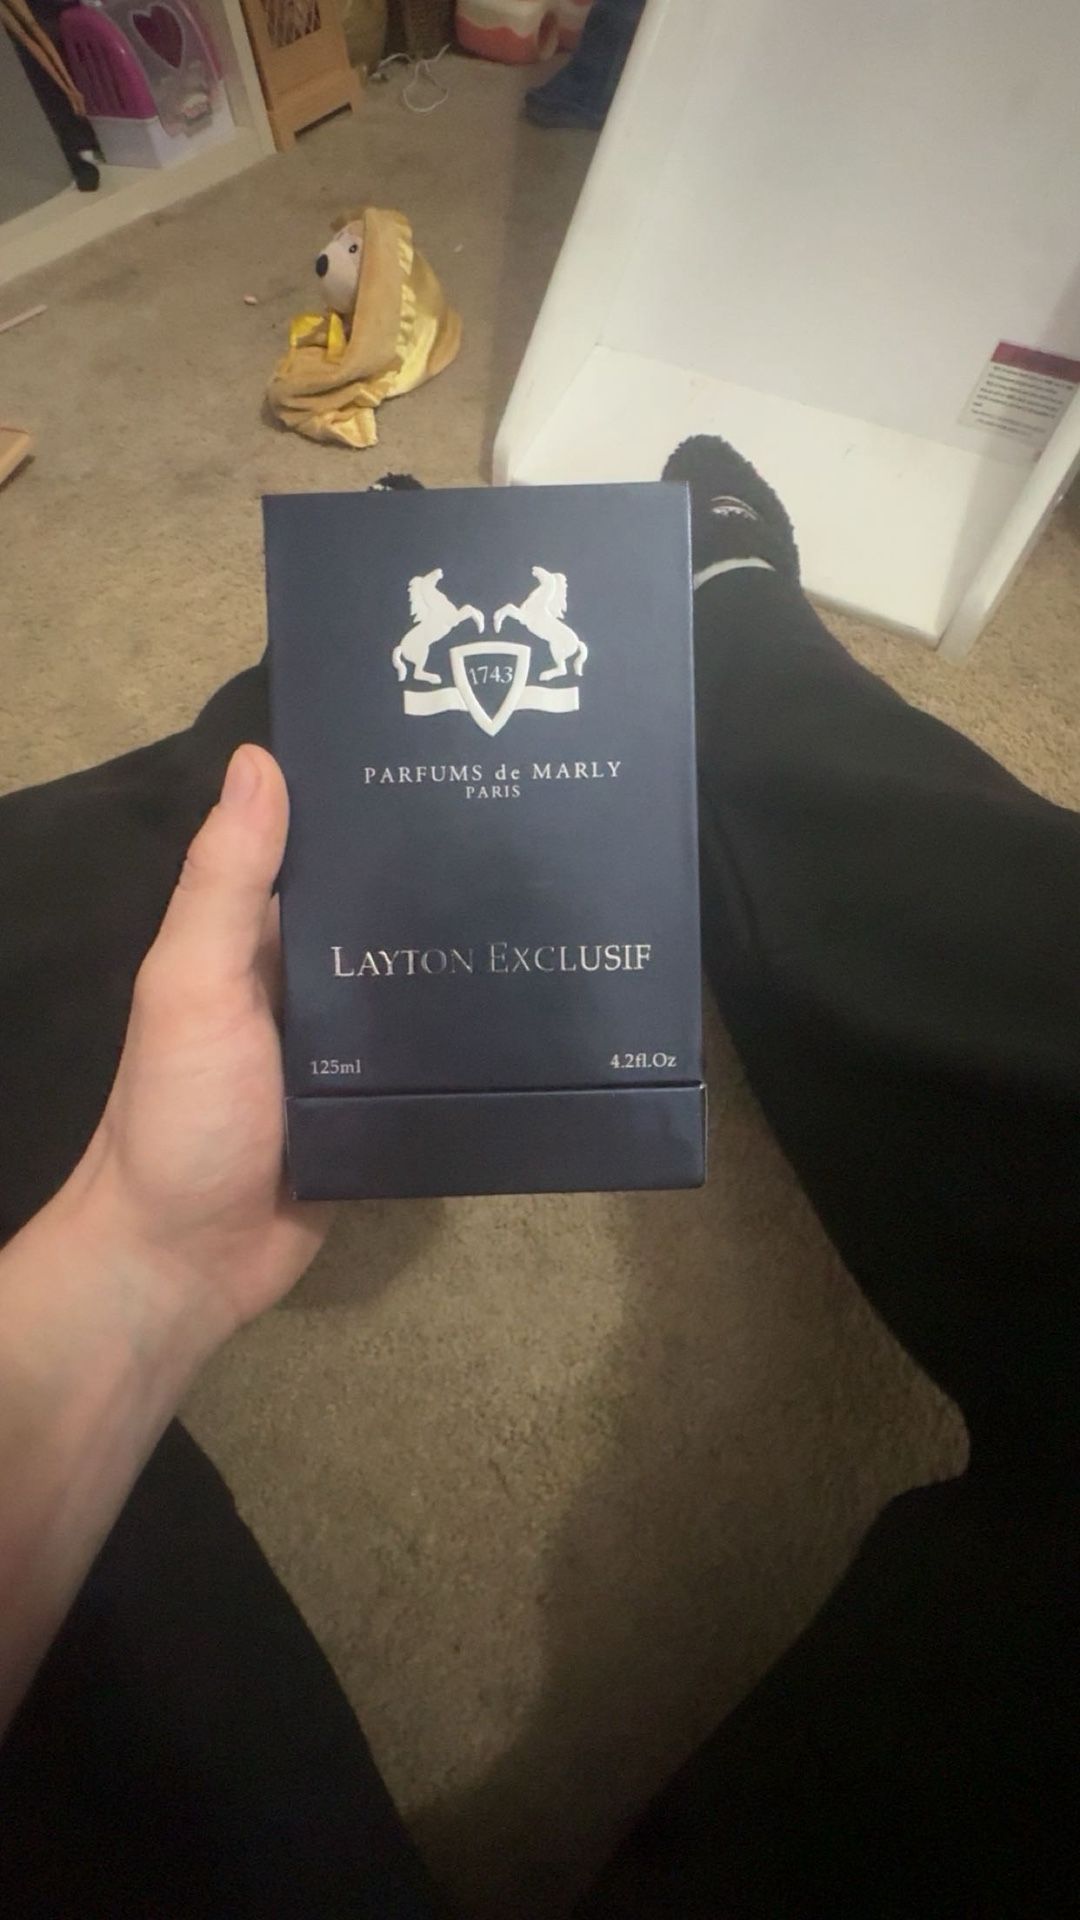 1743
PARFUMS de MARLY
PARIS
LAYTON EXCLUSIF
125ml
4.2fl.Oz